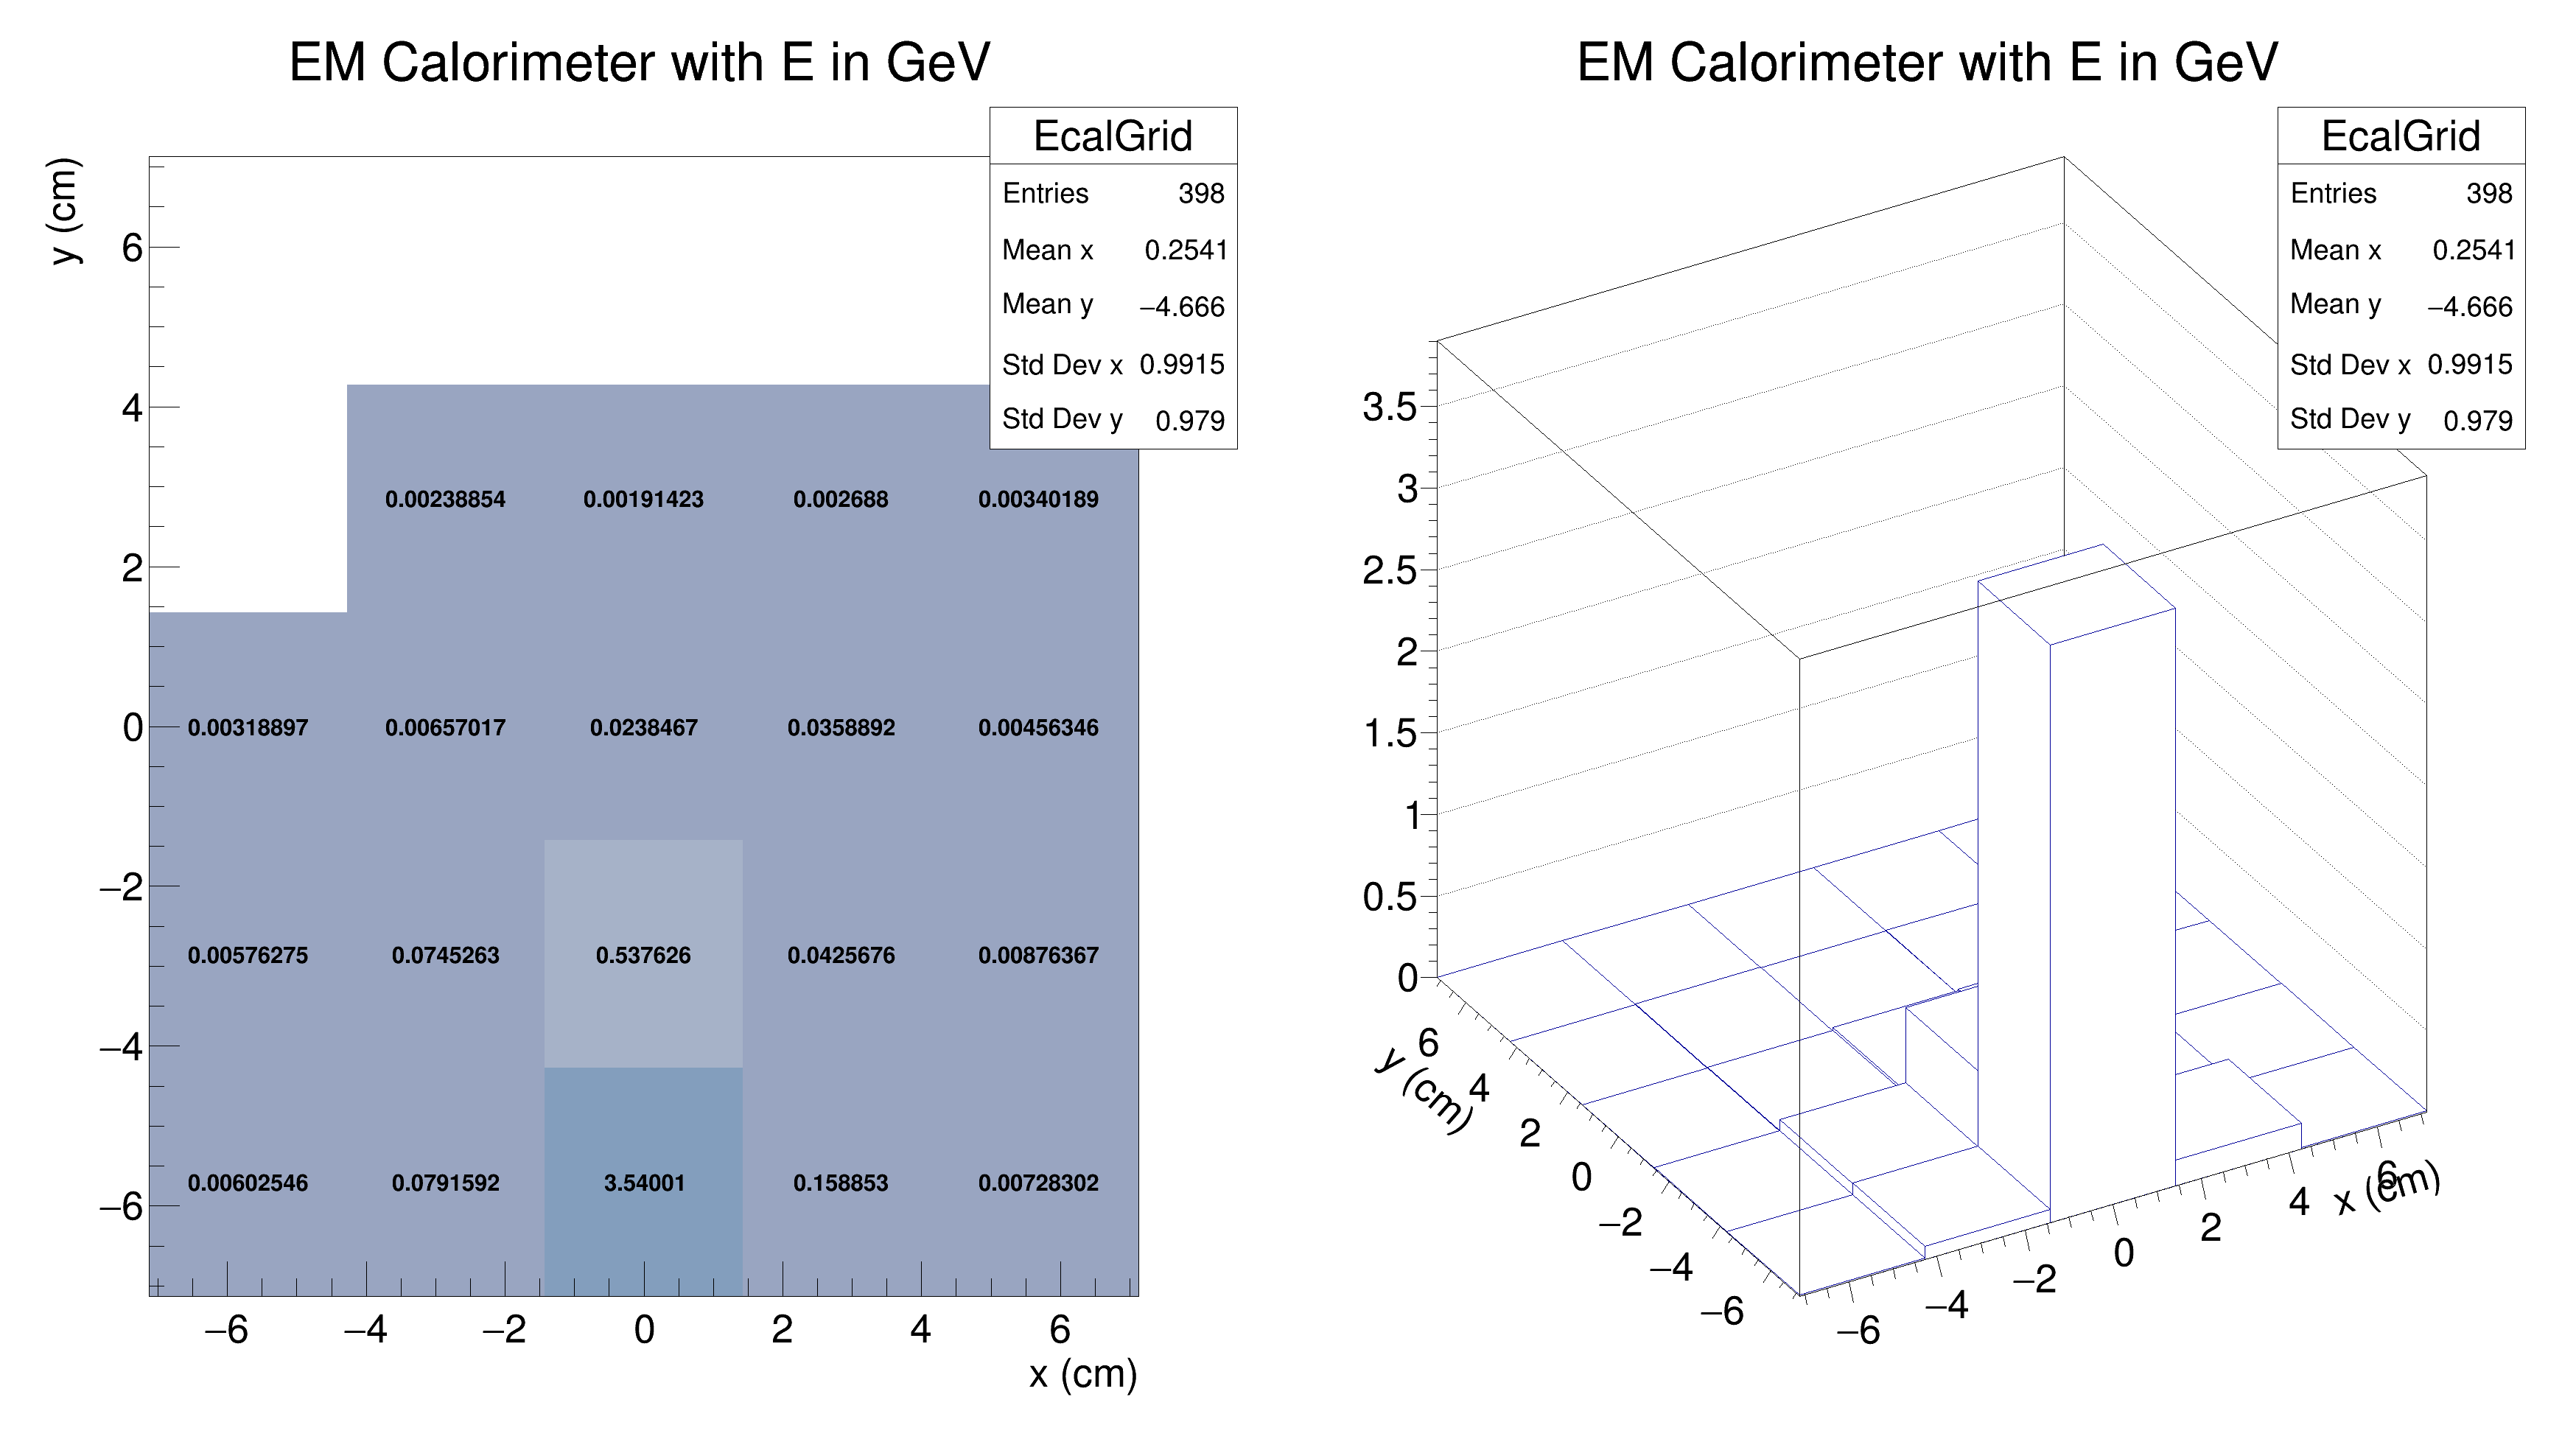 EM Calorimeter with E in GeV
EcalGrid
Entries 398
Mean x 0.2541
Mean y −4.666
Std Dev x 0.9915
Std Dev y 0.979
y (cm)
6
4
2
0
−2
−4
−6
0.00238854 0.00191423 0.002688 0.00340189
0.00318897 0.00657017 0.0238467 0.0358892 0.00456346
0.00576275 0.0745263 0.537626 0.0425676 0.00876367
0.00602546 0.0791592 3.54001 0.158853 0.00728302
−6 −4 −2 0 2 4 6
x (cm)
EM Calorimeter with E in GeV
EcalGrid
Entries 398
Mean x 0.2541
Mean y −4.666
Std Dev x 0.9915
Std Dev y 0.979
3.5
3
2.5
2
1.5
1
0.5
0
y (cm)
6
4
2
0
−2
−4
−6
−6
−4
−2
0
2
4
6
x (cm)